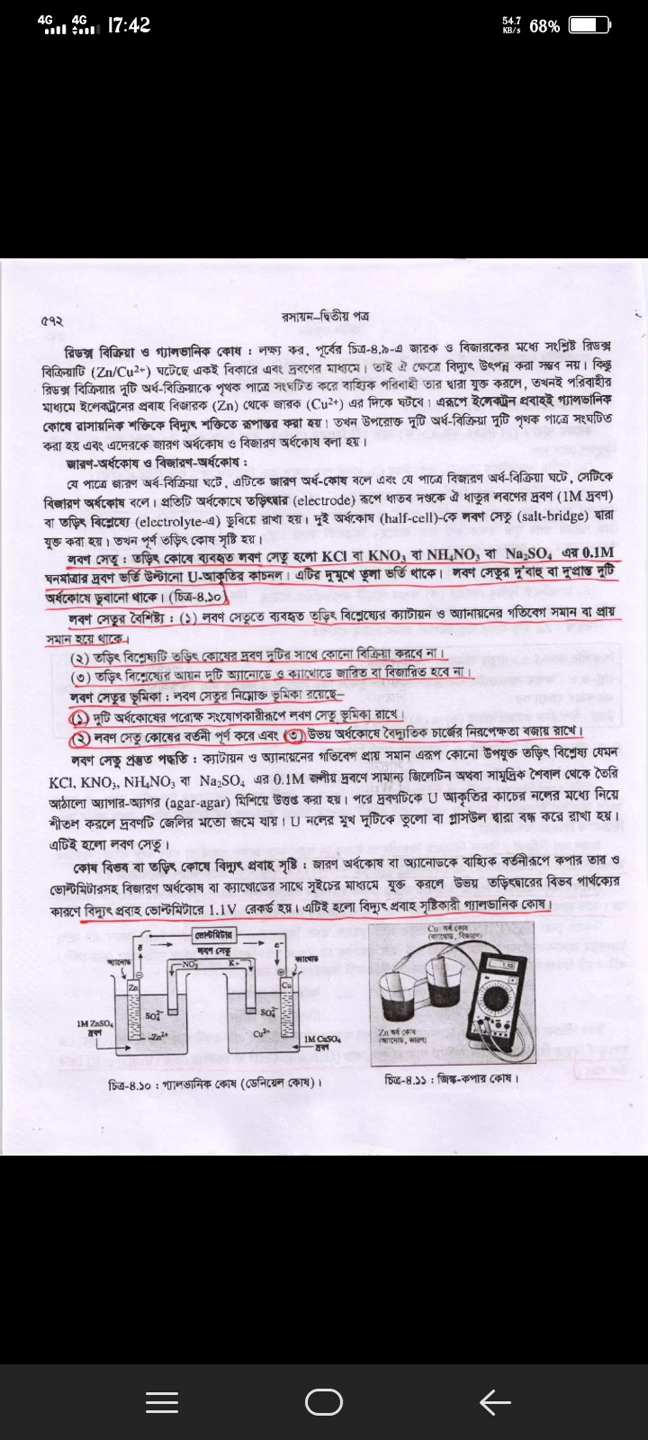 4G 4G 17:42 54.7 KB/s 68%
৫৭২
রসায়ন–দ্বিতীয় পত্র
রিডক্স বিক্রিয়া ও গ্যালভানিক কোষ : লক্ষ্য কর, পূর্বের চিত্র-৪.৯-এ জারক ও বিজারকের মধ্যে সংশ্লিষ্ট রিডক্স
বিক্রিয়াটি (Zn/Cu²⁺) ঘটেছে একই বিকারে এবং দ্রবণের মাধ্যমে। তাই ঐ ক্ষেত্রে বিদ্যুৎ উৎপন্ন করা সম্ভব নয়। কিন্তু
রিডক্স বিক্রিয়ার দুটি অর্ধ-বিক্রিয়াকে পৃথক পাত্রে সংঘটিত করে বাহ্যিক পরিবাহী তার দ্বারা যুক্ত করলে, তখনই পরিবাহীর
মাধ্যমে ইলেকট্রনের প্রবাহ বিজারক (Zn) থেকে জারক (Cu²⁺) এর দিকে ঘটবে। এরূপে ইলেকট্রন প্রবাহই গ্যালভানিক
কোষে রাসায়নিক শক্তিকে বিদ্যুৎ শক্তিতে রূপান্তর করা হয়। তখন উপরোক্ত দুটি অর্ধ-বিক্রিয়া দুটি পৃথক পাত্রে সংঘটিত
করা হয় এবং এদেরকে জারণ অর্ধকোষ ও বিজারণ অর্ধকোষ বলা হয়।
জারণ-অর্ধকোষ ও বিজারণ-অর্ধকোষ :
যে পাত্রে জারণ অর্ধ-বিক্রিয়া ঘটে, এটিকে জারণ অর্ধ-কোষ বলে এবং যে পাত্রে বিজারণ অর্ধ-বিক্রিয়া ঘটে, সেটিকে
বিজারণ অর্ধকোষ বলে। প্রতিটি অর্ধকোষে তড়িৎদ্বার (electrode) রূপে ধাতব দণ্ডকে ঐ ধাতুর লবণের দ্রবণ (1M দ্রবণ)
বা তড়িৎ বিশ্লেষ্যে (electrolyte-এ) ডুবিয়ে রাখা হয়। দুই অর্ধকোষ (half-cell)-কে লবণ সেতু (salt-bridge) দ্বারা
যুক্ত করা হয়। তখন পূর্ণ তড়িৎ কোষ সৃষ্টি হয়।
লবণ সেতু : তড়িৎ কোষে ব্যবহৃত লবণ সেতু হলো KCl বা KNO₃ বা NH₄NO₃ বা Na₂SO₄ এর 0.1M
ঘনমাত্রার দ্রবণ ভর্তি উল্টানো U-আকৃতির কাচনল। এটির দু'মুখে তুলা ভর্তি থাকে। লবণ সেতুর দু'বাহু বা দু'প্রান্ত দুটি
অর্ধকোষে ডুবানো থাকে। (চিত্র-৪.১০)
লবণ সেতুর বৈশিষ্ট্য : (১) লবণ সেতুতে ব্যবহৃত তড়িৎ বিশ্লেষ্যের ক্যাটায়ন ও অ্যানায়নের গতিবেগ সমান বা প্রায়
সমান হয়ে থাকে।
(২) তড়িৎ বিশ্লেষ্যটি তড়িৎ কোষের দ্রবণ দুটির সাথে কোনো বিক্রিয়া করবে না।
(৩) তড়িৎ বিশ্লেষ্যের আয়ন দুটি অ্যানোডে ও ক্যাথোডে জারিত বা বিজারিত হবে না।
লবণ সেতুর ভূমিকা : লবণ সেতুর নিম্নোক্ত ভূমিকা রয়েছে–
(১) দুটি অর্ধকোষের পরোক্ষ সংযোগকারীরূপে লবণ সেতু ভূমিকা রাখে।
(২) লবণ সেতু কোষের বর্তনী পূর্ণ করে এবং (৩) উভয় অর্ধকোষে বৈদ্যুতিক চার্জের নিরপেক্ষতা বজায় রাখে।
লবণ সেতু প্রস্তুত পদ্ধতি : ক্যাটায়ন ও অ্যানায়নের গতিবেগ প্রায় সমান এরূপ কোনো উপযুক্ত তড়িৎ বিশ্লেষ্য যেমন
KCl, KNO₃, NH₄NO₃ বা Na₂SO₄ এর 0.1M জলীয় দ্রবণে সামান্য জিলেটিন অথবা সামুদ্রিক শৈবাল থেকে তৈরি
আঠালো অ্যাগার-অ্যাগার (agar-agar) মিশিয়ে উত্তপ্ত করা হয়। পরে দ্রবণটিকে U আকৃতির কাচের নলের মধ্যে নিয়ে
শীতল করলে দ্রবণটি জেলির মতো জমে যায়। U নলের মুখ দুটিকে তুলো বা গ্লাসউল দ্বারা বন্ধ করে রাখা হয়।
এটিই হলো লবণ সেতু।
কোষ বিভব বা তড়িৎ কোষে বিদ্যুৎ প্রবাহ সৃষ্টি : জারণ অর্ধকোষ বা অ্যানোডকে বাহ্যিক বর্তনীরূপে কপার তার ও
ভোল্টমিটারসহ বিজারণ অর্ধকোষ বা ক্যাথোডের সাথে সুইচের মাধ্যমে যুক্ত করলে উভয় তড়িৎদ্বারের বিভব পার্থক্যের
কারণে বিদ্যুৎ প্রবাহ ভোল্টমিটারে 1.1V রেকর্ড হয়। এটিই হলো বিদ্যুৎ প্রবাহ সৃষ্টিকারী গ্যালভানিক কোষ।
ভোল্টমিটার
লবণ সেতু
e⁻
অ্যানোড
ক্যাথোড
NO₃⁻ K+
Zn
Cu
SO₄²⁻
SO₄²⁻
1M ZnSO₄
দ্রবণ
Zn²⁺
Cu²⁺
1M CuSO₄
দ্রবণ
Cu অর্ধ কোষ
(ক্যাথোড, বিজারণ)
Zn অর্ধ কোষ
(অ্যানোড, জারণ)
চিত্র-৪.১০ : গ্যালভানিক কোষ (ডেনিয়েল কোষ)।
চিত্র-৪.১১ : জিঙ্ক-কপার কোষ।